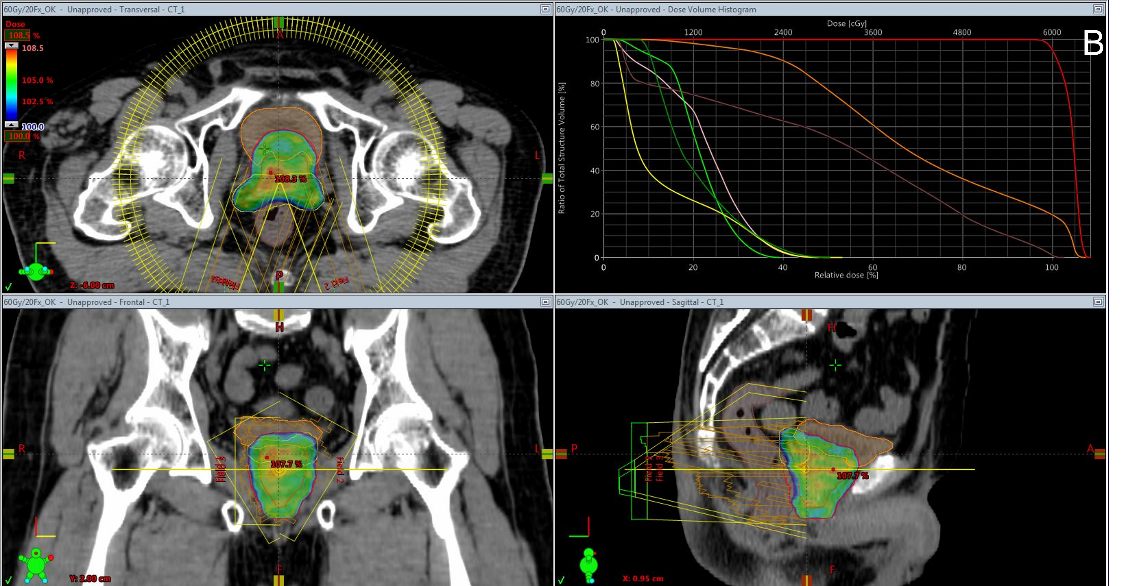 60Gy/20Fx_OK - Unapproved - Transversal - CT_1
Dose
108.5 %
108.5
105.0 %
102.5 %
100.0
100.0 %
R
L
108.3 %
Field 2
P
Z: -6.00 cm
60Gy/20Fx_OK - Unapproved - Dose Volume Histogram
Dose [cGy]
0 1200 2400 3600 4800 6000
B
Ratio of Total Structure Volume [%]
100
80
60
40
20
0
0 20 40 60 80 100
Relative dose [%]
60Gy/20Fx_OK - Unapproved - Frontal - CT_1
H
R
L
107.7 %
Field 2
Y: 2.00 cm
60Gy/20Fx_OK - Unapproved - Sagittal - CT_1
H
P
A
107.7 %
F
X: 0.95 cm